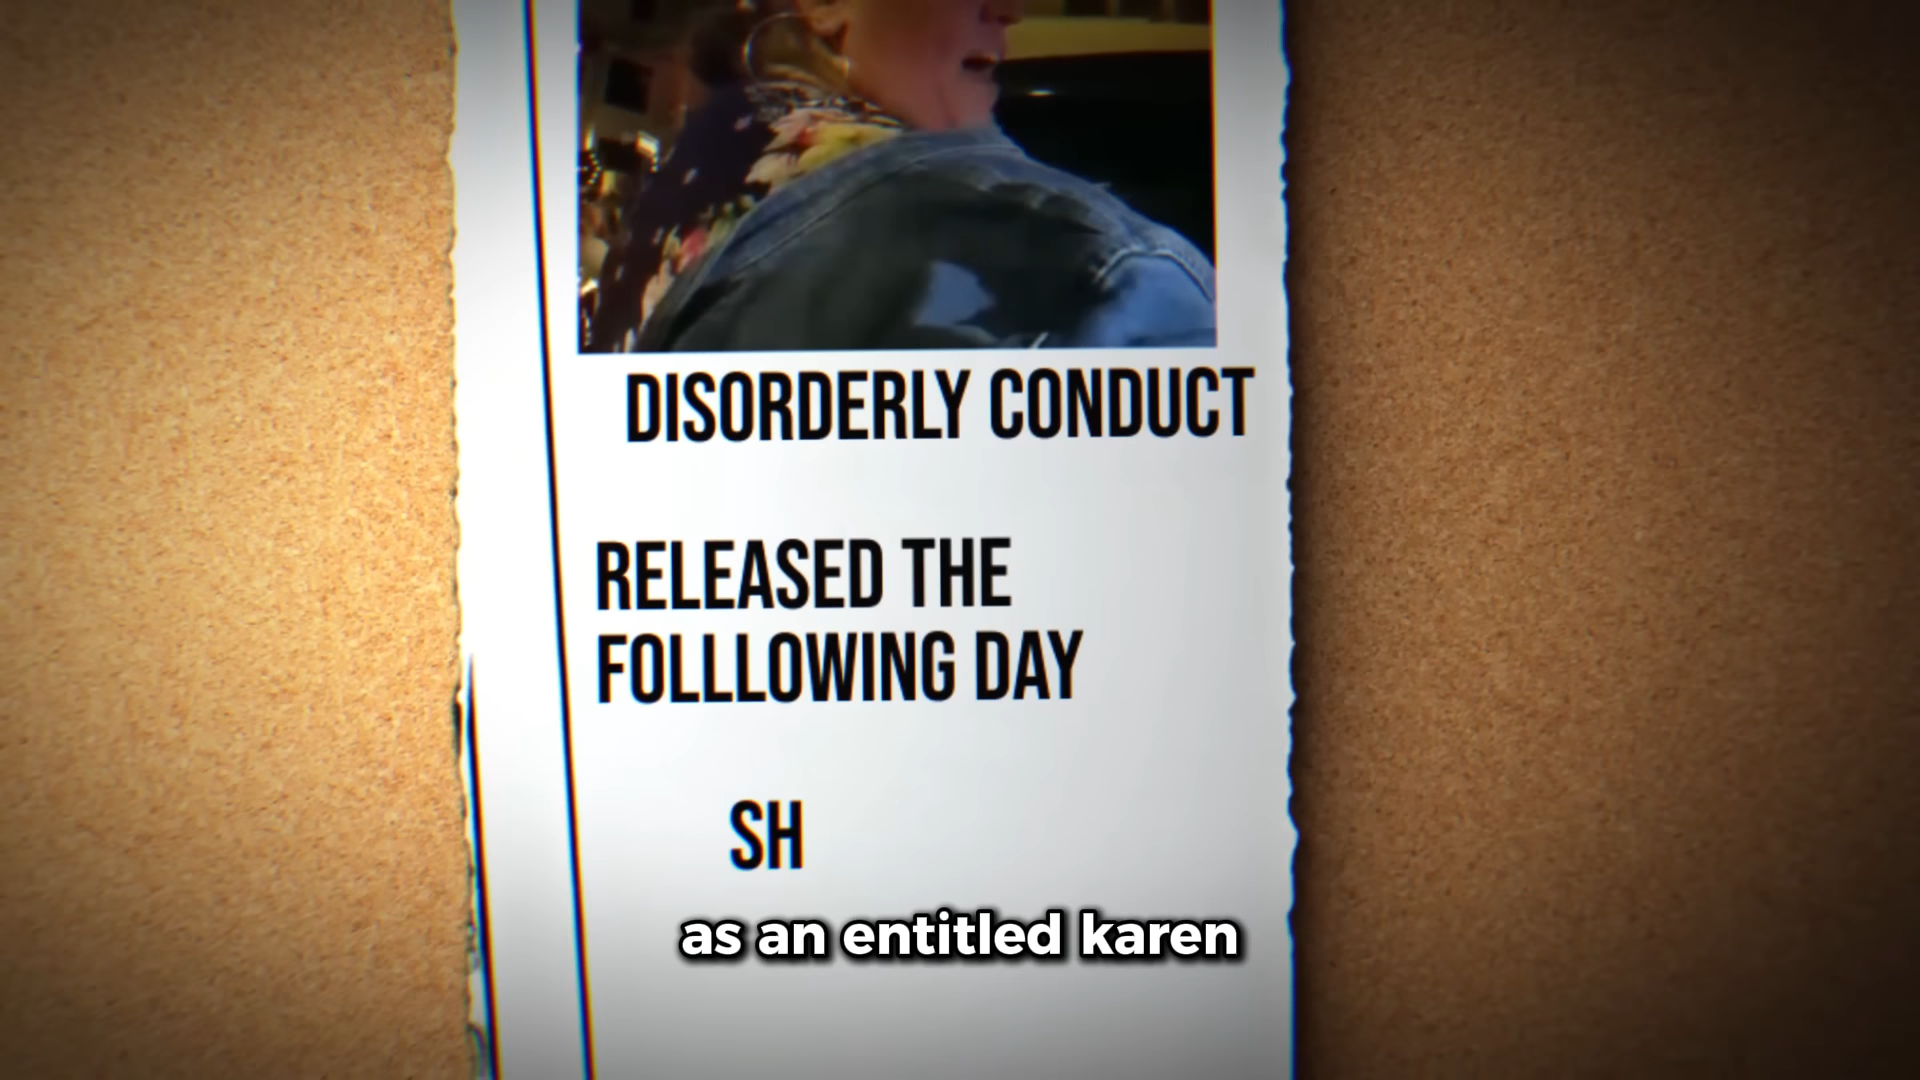 DISORDERLY CONDUCT
RELEASED THE
FOLLLOWING DAY
SH
as an entitled karen